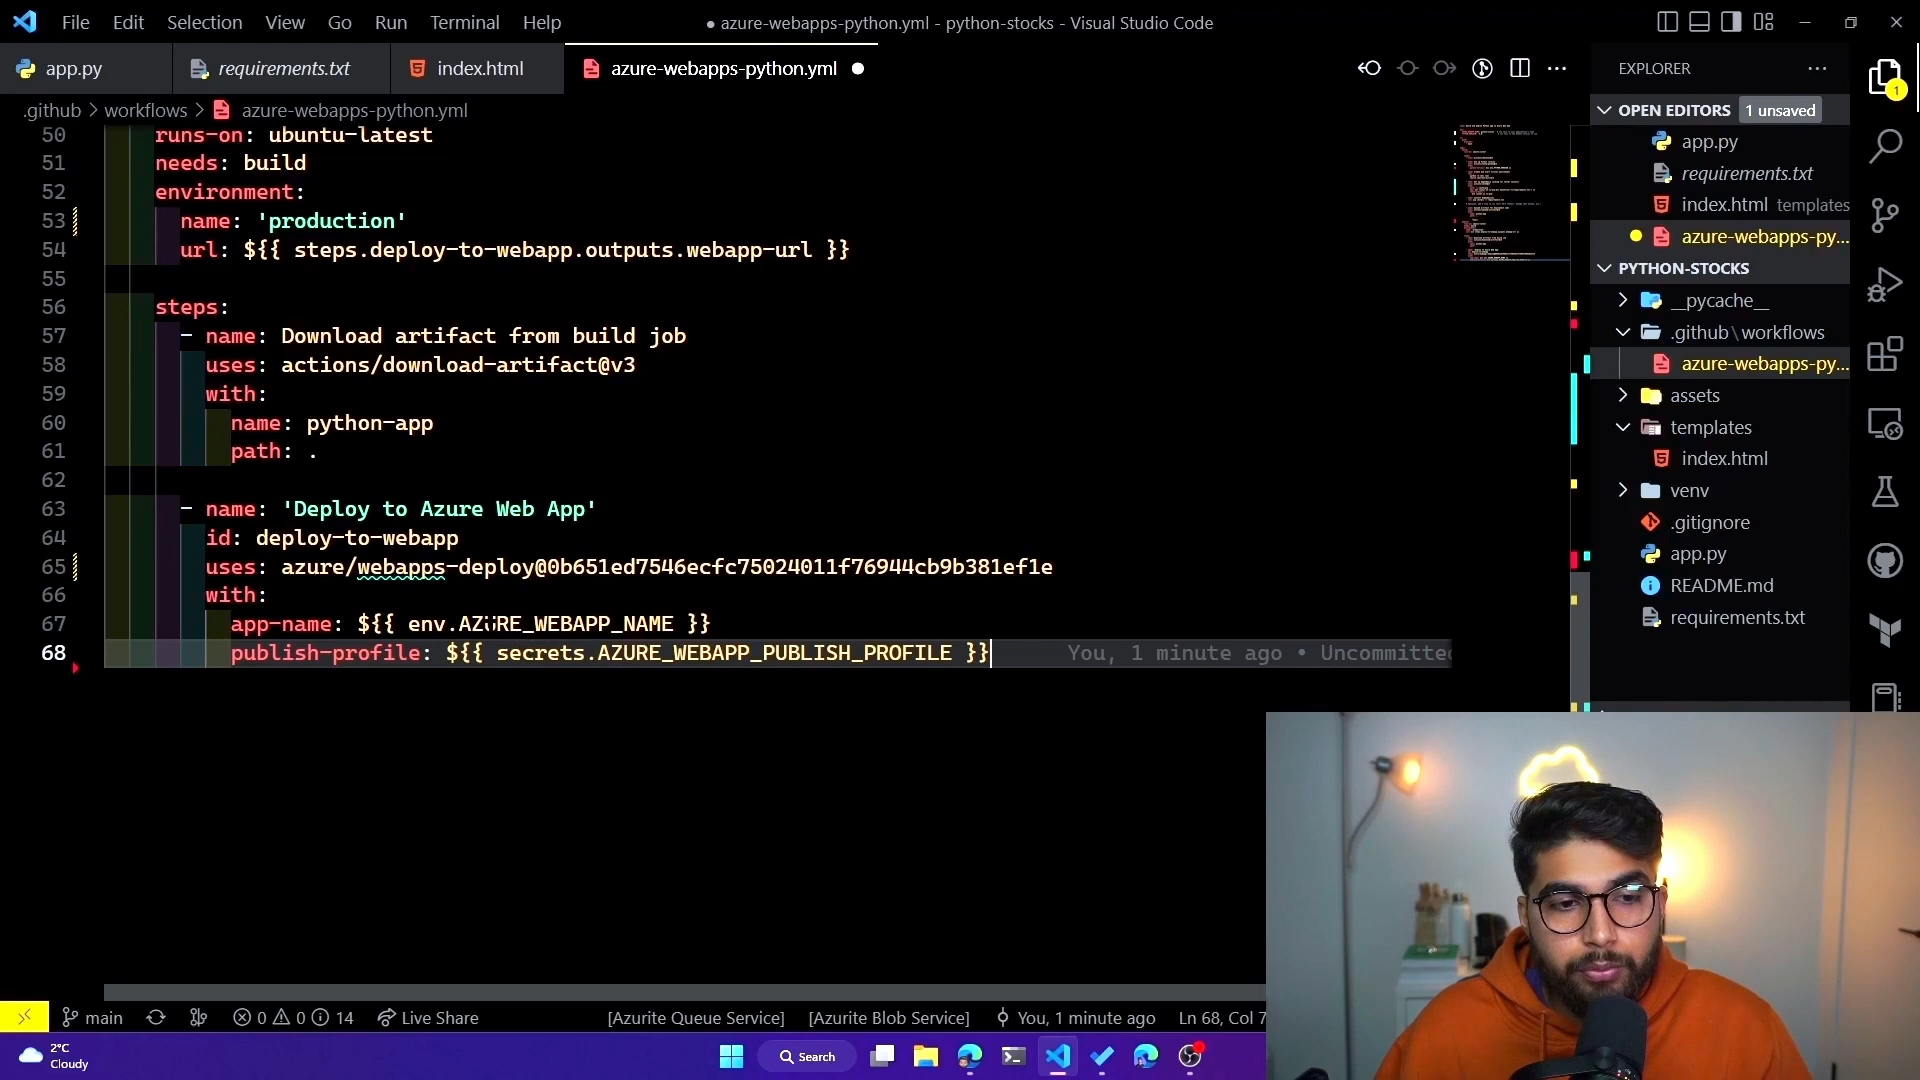 File Edit Selection View Go Run Terminal Help
● azure-webapps-python.yml - python-stocks - Visual Studio Code
app.py
requirements.txt
index.html
azure-webapps-python.yml
.github > workflows > azure-webapps-python.yml
50 runs-on: ubuntu-latest
51 needs: build
52 environment:
53 name: 'production'
54 url: ${{ steps.deploy-to-webapp.outputs.webapp-url }}
55
56 steps:
57 - name: Download artifact from build job
58 uses: actions/download-artifact@v3
59 with:
60 name: python-app
61 path: .
62
63 - name: 'Deploy to Azure Web App'
64 id: deploy-to-webapp
65 uses: azure/webapps-deploy@0b651ed7546ecfc75024011f76944cb9b381ef1e
66 with:
67 app-name: ${{ env.AZURE_WEBAPP_NAME }}
68 publish-profile: ${{ secrets.AZURE_WEBAPP_PUBLISH_PROFILE }} You, 1 minute ago • Uncommitted
EXPLORER
OPEN EDITORS 1 unsaved
app.py
requirements.txt
index.html templates
azure-webapps-py...
PYTHON-STOCKS
__pycache__
.github\workflows
azure-webapps-py...
assets
templates
index.html
venv
.gitignore
app.py
README.md
requirements.txt
1
main
0 0 14
Live Share
[Azurite Queue Service]
[Azurite Blob Service]
You, 1 minute ago
Ln 68, Col 7
2°C
Cloudy
Search